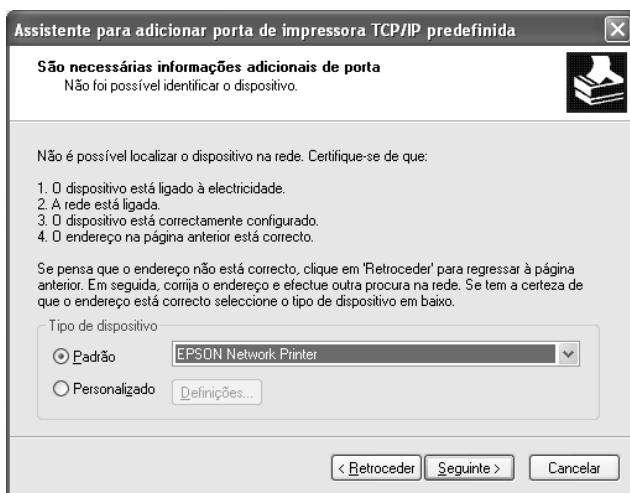 Assistente para adicionar porta de impressora TCP/IP predefinida
São necessárias informações adicionais de porta
Não foi possível identificar o dispositivo.
Não é possível localizar o dispositivo na rede. Certifique-se de que:
1. O dispositivo está ligado à electricidade.
2. A rede está ligada.
3. O dispositivo está correctamente configurado.
4. O endereço na página anterior está correcto.
Se pensa que o endereço não está correcto, clique em 'Retroceder' para regressar à página
anterior. Em seguida, corrija o endereço e efectue outra procura na rede. Se tem a certeza de
que o endereço está correcto seleccione o tipo de dispositivo em baixo.
Tipo de dispositivo
Padrão EPSON Network Printer
Personalizado Definições...
< Retroceder Seguinte > Cancelar